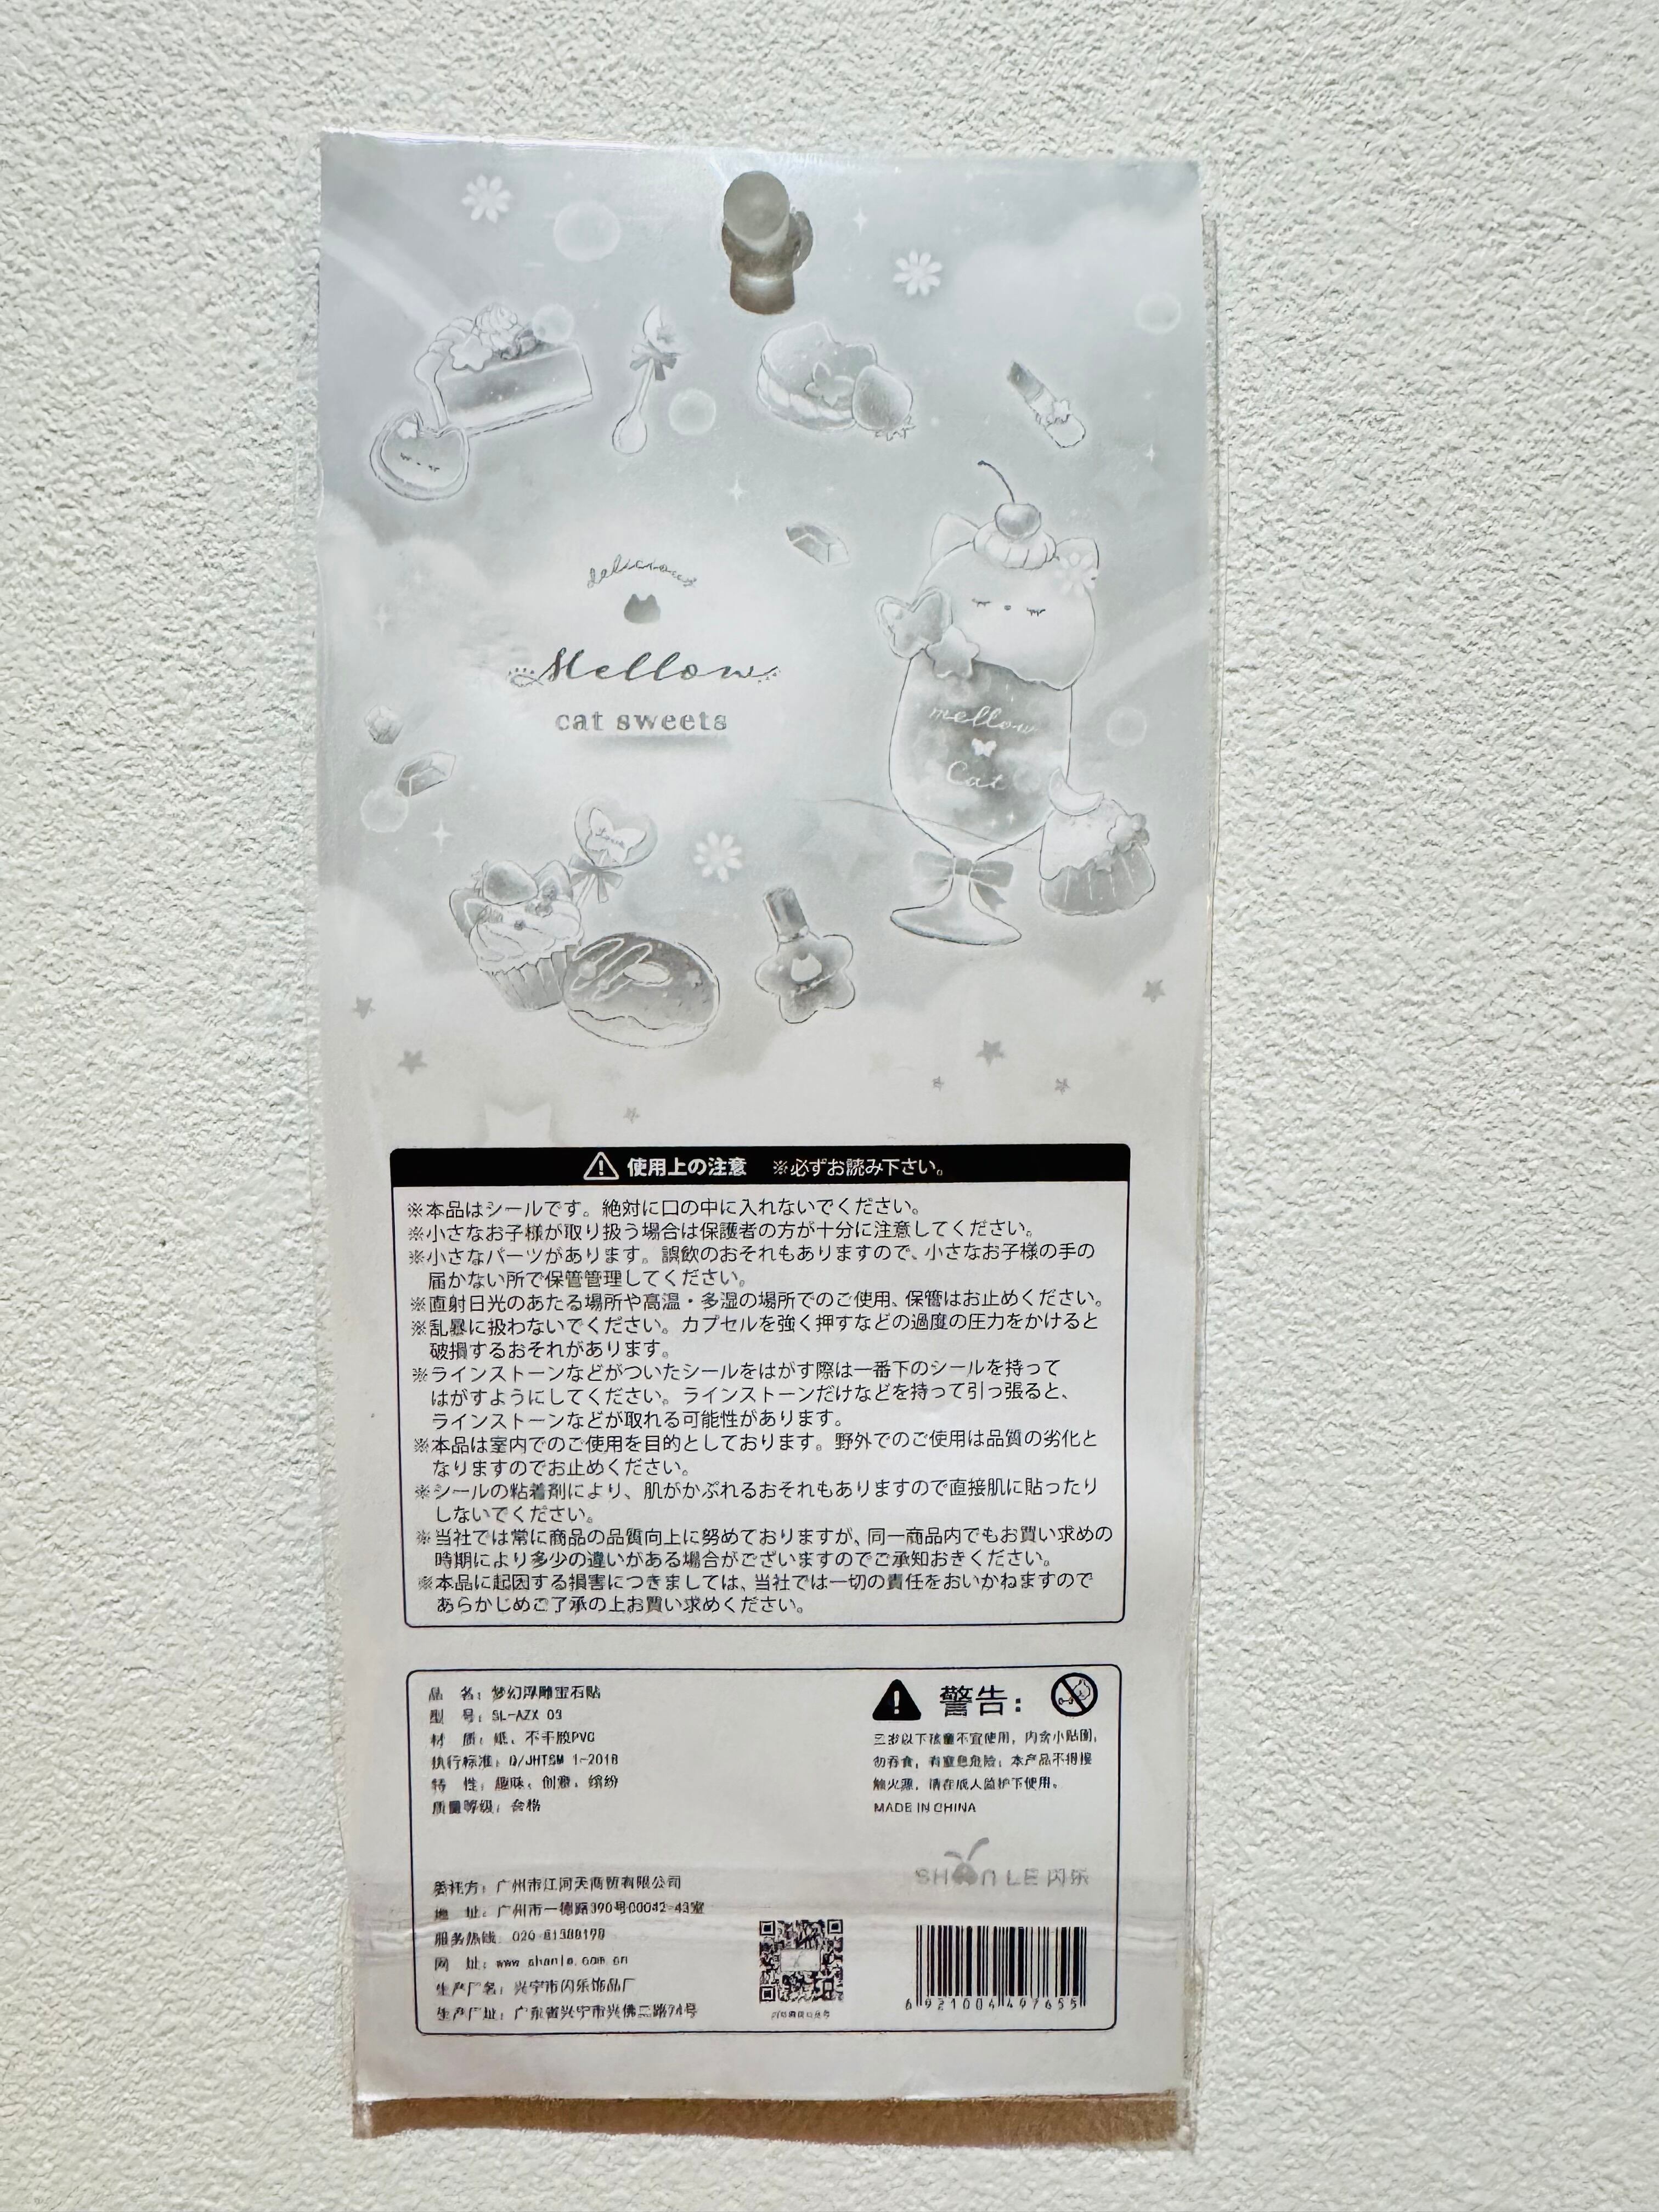 delicious
Mellow
cat sweets
mellow
Cat
使用上の注意 ※必ずお読み下さい。
※本品はシールです。絶対に口の中に入れないでください。
※小さなお子様が取り扱う場合は保護者の方が十分に注意してください。
※小さなパーツがあります。誤飲のおそれもありますので、小さなお子様の手の
届かない所で保管管理してください。
※直射日光のあたる場所や高温・多湿の場所でのご使用、保管はお止めください。
※乱暴に扱わないでください。カプセルを強く押すなどの過度の圧力をかけると
破損するおそれがあります。
※ラインストーンなどがついたシールをはがす際は一番下のシールを持って
はがすようにしてください。ラインストーンだけなどを持って引っ張ると、
ラインストーンなどが取れる可能性があります。
※本品は室内でのご使用を目的としております。野外でのご使用は品質の劣化と
なりますのでお止めください。
※シールの粘着剤により、肌がかぶれるおそれもありますので直接肌に貼ったり
しないでください。
※当社では常に商品の品質向上に努めておりますが、同一商品内でもお買い求めの
時期により多少の違いがある場合がございますのでご承知おきください。
※本品に起因する損害につきましては、当社では一切の責任をおいかねますので
あらかじめご了承の上お買い求めください。
品 名：梦幻浮雕宝石贴
型 号：SL-AZX 03
材 质：纸、不干胶PVC
执行标准：Q/JHTSM 1-2018
特 性：趣味、创意、缤纷
质量等级：合格
警告：
三岁以下孩童不宜使用，内含小贴圈，
勿吞食，有窒息危险；本产品不得接
触火源，请在成人监护下使用。
MADE IN CHINA
SHAN LE 闪乐
委托方：广州市江河天商贸有限公司
地 址：广州市一德路390号00042-43室
服务热线：020-81388178
网 址：www.shanle.com.cn
生产厂名：兴宁市闪乐饰品厂
生产厂址：广东省兴宁市兴佛二路74号
6 921004 497655